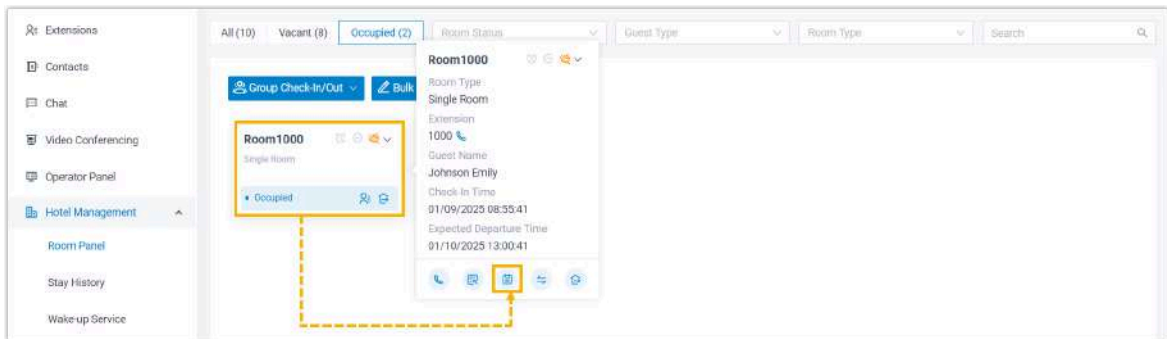 Extensions
Contacts
Chat
Video Conferencing
Operator Panel
Hotel Management
Room Panel
Stay History
Wake-up Service
All (10) Vacant (8) Occupied (2) Room Status Guest Type Room Type Search
Group Check-In/Out Bulk
Room1000
Single Room
Occupied
Room1000
Room Type
Single Room
Extension
1000
Guest Name
Johnson Emily
Check-In Time
01/09/2025 08:55:41
Expected Departure Time
01/10/2025 13:00:41